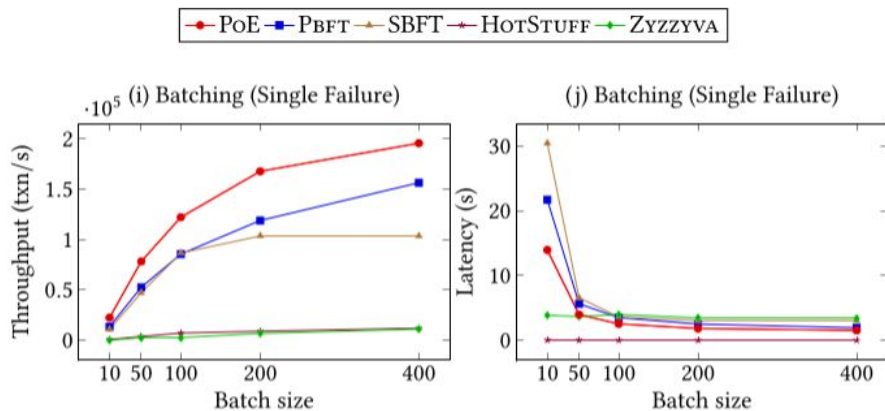 PoE PBFT SBFT HOTSTUFF ZYZZYVA
(i) Batching (Single Failure)
·10⁵
2
1.5
1
0.5
0
Throughput (txn/s)
10 50 100 200 400
Batch size
(j) Batching (Single Failure)
30
20
10
0
Latency (s)
10 50 100 200 400
Batch size